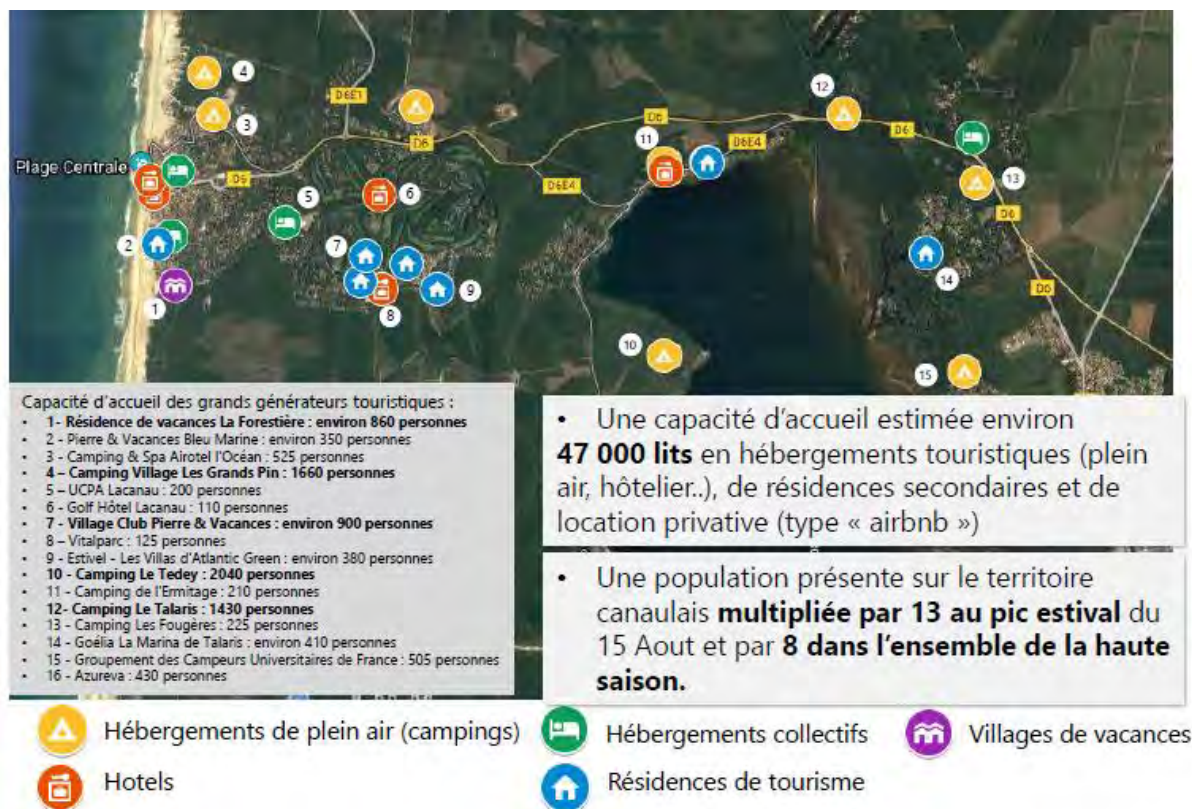 4
3
D6E1
D6
12
11
D6
D6E4
D6
13
Plage Centrale
D6
5
6
D6E4
D6
2
7
14
D6
1
8
9
10
15
Capacité d'accueil des grands générateurs touristiques :
• 1- Résidence de vacances La Forestière : environ 860 personnes
• 2 - Pierre & Vacances Bleu Marine : environ 350 personnes
• 3 - Camping & Spa Airotel l'Océan : 525 personnes
• 4 – Camping Village Les Grands Pin : 1660 personnes
• 5 – UCPA Lacanau : 200 personnes
• 6 - Golf Hôtel Lacanau : 110 personnes
• 7 - Village Club Pierre & Vacances : environ 900 personnes
• 8 – Vitalparc : 125 personnes
• 9 - Estivel - Les Villas d'Atlantic Green : environ 380 personnes
• 10 - Camping Le Tedey : 2040 personnes
• 11 - Camping de l'Ermitage : 210 personnes
• 12- Camping Le Talaris : 1430 personnes
• 13 - Camping Les Fougères : 225 personnes
• 14 - Goélia La Marina de Talaris : environ 410 personnes
• 15 - Groupement des Campeurs Universitaires de France : 505 personnes
• 16 - Azureva : 430 personnes
• Une capacité d'accueil estimée environ
47 000 lits en hébergements touristiques (plein
air, hôtelier..), de résidences secondaires et de
location privative (type « airbnb »)
• Une population présente sur le territoire
canaulais multipliée par 13 au pic estival du
15 Aout et par 8 dans l'ensemble de la haute
saison.
Hébergements de plein air (campings)
Hébergements collectifs
Villages de vacances
Hotels
Résidences de tourisme